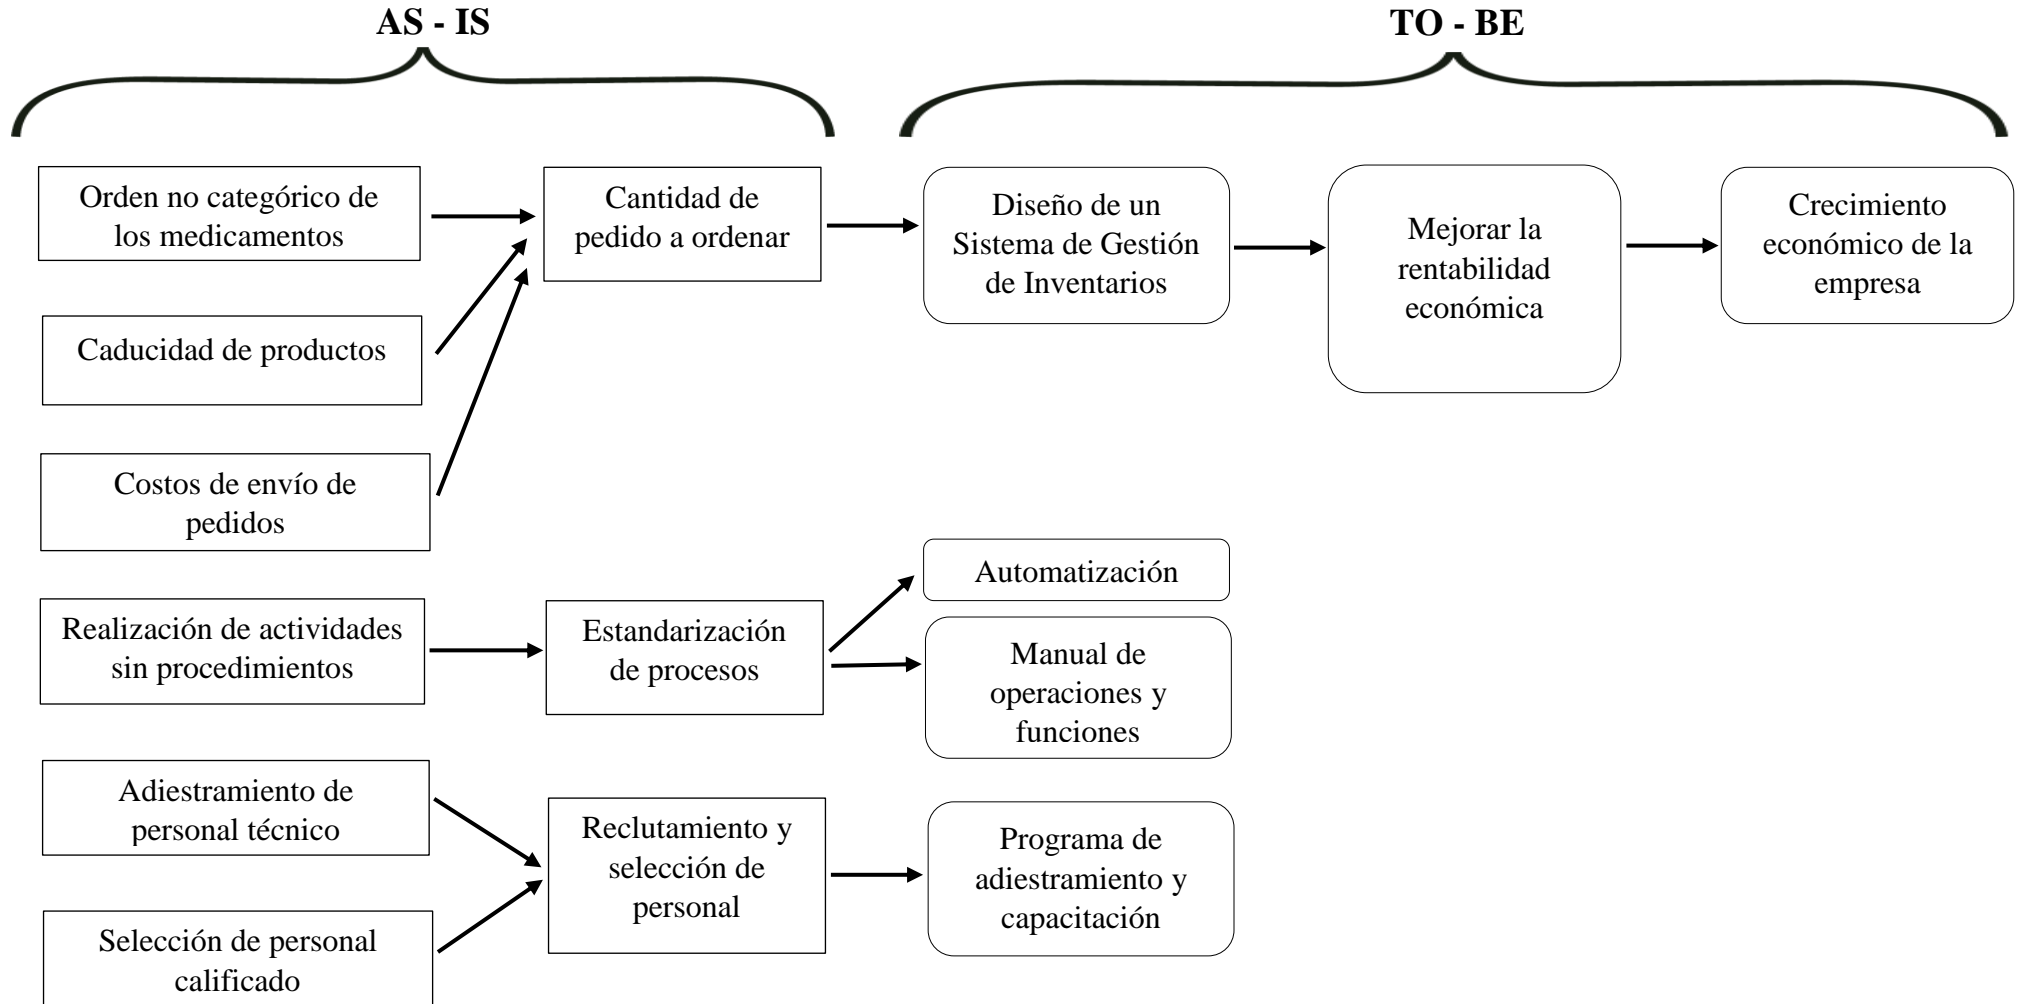 AS - IS
TO - BE
Orden no categórico de
los medicamentos
Cantidad de
pedido a ordenar
Diseño de un
Sistema de Gestión
de Inventarios
Mejorar la
rentabilidad
económica
Crecimiento
económico de la
empresa
Caducidad de productos
Costos de envío de
pedidos
Realización de actividades
sin procedimientos
Estandarización
de procesos
Automatización
Manual de
operaciones y
funciones
Adiestramiento de
personal técnico
Selección de personal
calificado
Reclutamiento y
selección de
personal
Programa de
adiestramiento y
capacitación